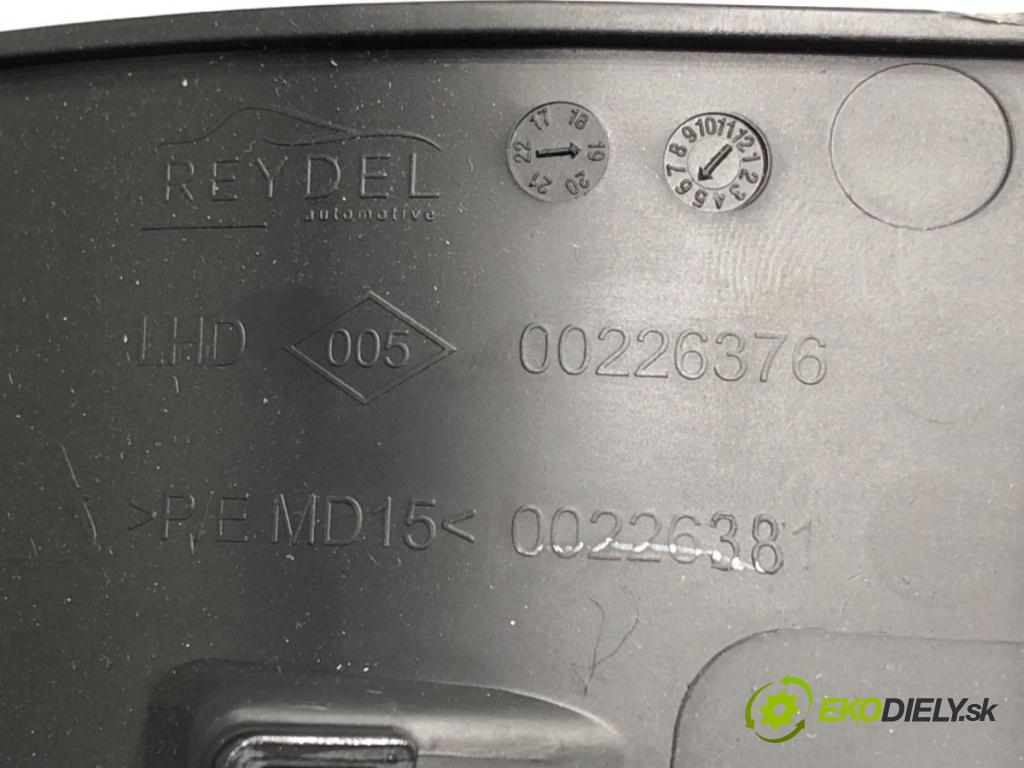 REYDEL
automotive
17 18 19 20 21 22
1 2 3 4 5 6 7 8 9 10 11 12
LHD 005 00226376
>P/E MD15< 00226381
EKODIELY.sk